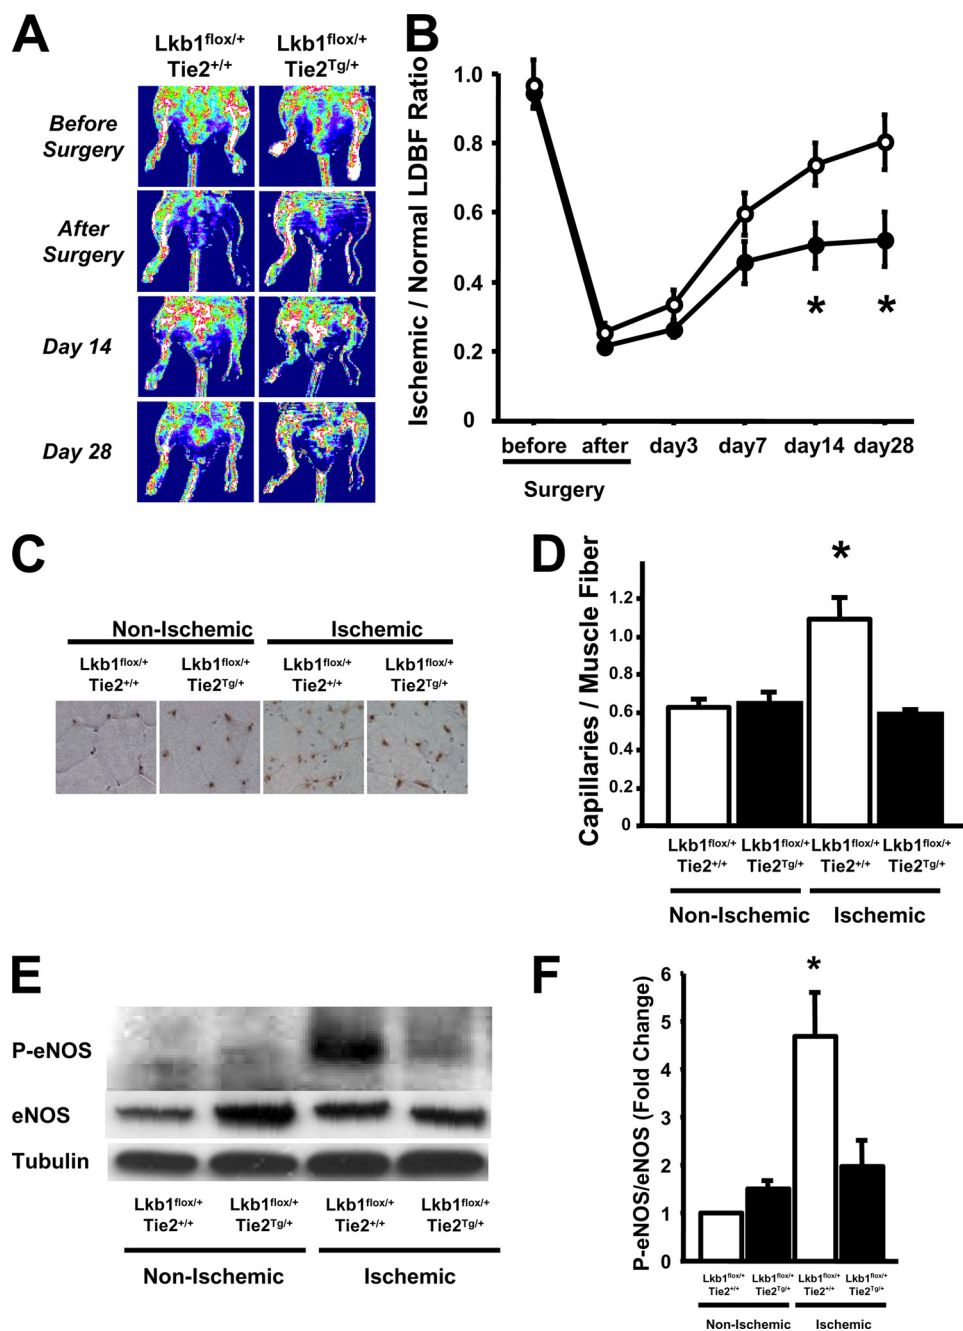 A
Lkb1flox/+ Lkb1flox/+
Tie2+/+ Tie2Tg/+
Before
Surgery
After
Surgery
Day 14
Day 28
B
Ischemic / Normal LDBF Ratio
1.0
0.8
0.6
0.4
0.2
0
* *
before after day3 day7 day14 day28
Surgery
C
Non-Ischemic Ischemic
Lkb1flox/+ Lkb1flox/+ Lkb1flox/+ Lkb1flox/+
Tie2+/+ Tie2Tg/+ Tie2+/+ Tie2Tg/+
D
Capillaries / Muscle Fiber
*
1.2
1.0
0.8
0.6
0.4
0.2
0
Lkb1flox/+ Lkb1flox/+ Lkb1flox/+ Lkb1flox/+
Tie2+/+ Tie2Tg/+ Tie2+/+ Tie2Tg/+
Non-Ischemic Ischemic
E
P-eNOS
eNOS
Tubulin
Lkb1flox/+ Lkb1flox/+ Lkb1flox/+ Lkb1flox/+
Tie2+/+ Tie2Tg/+ Tie2+/+ Tie2Tg/+
Non-Ischemic Ischemic
F
P-eNOS/eNOS (Fold Change)
*
6
5
4
3
2
1
0
Lkb1flox/+ Lkb1flox/+ Lkb1flox/+ Lkb1flox/+
Tie2+/+ Tie2Tg/+ Tie2+/+ Tie2Tg/+
Non-Ischemic Ischemic